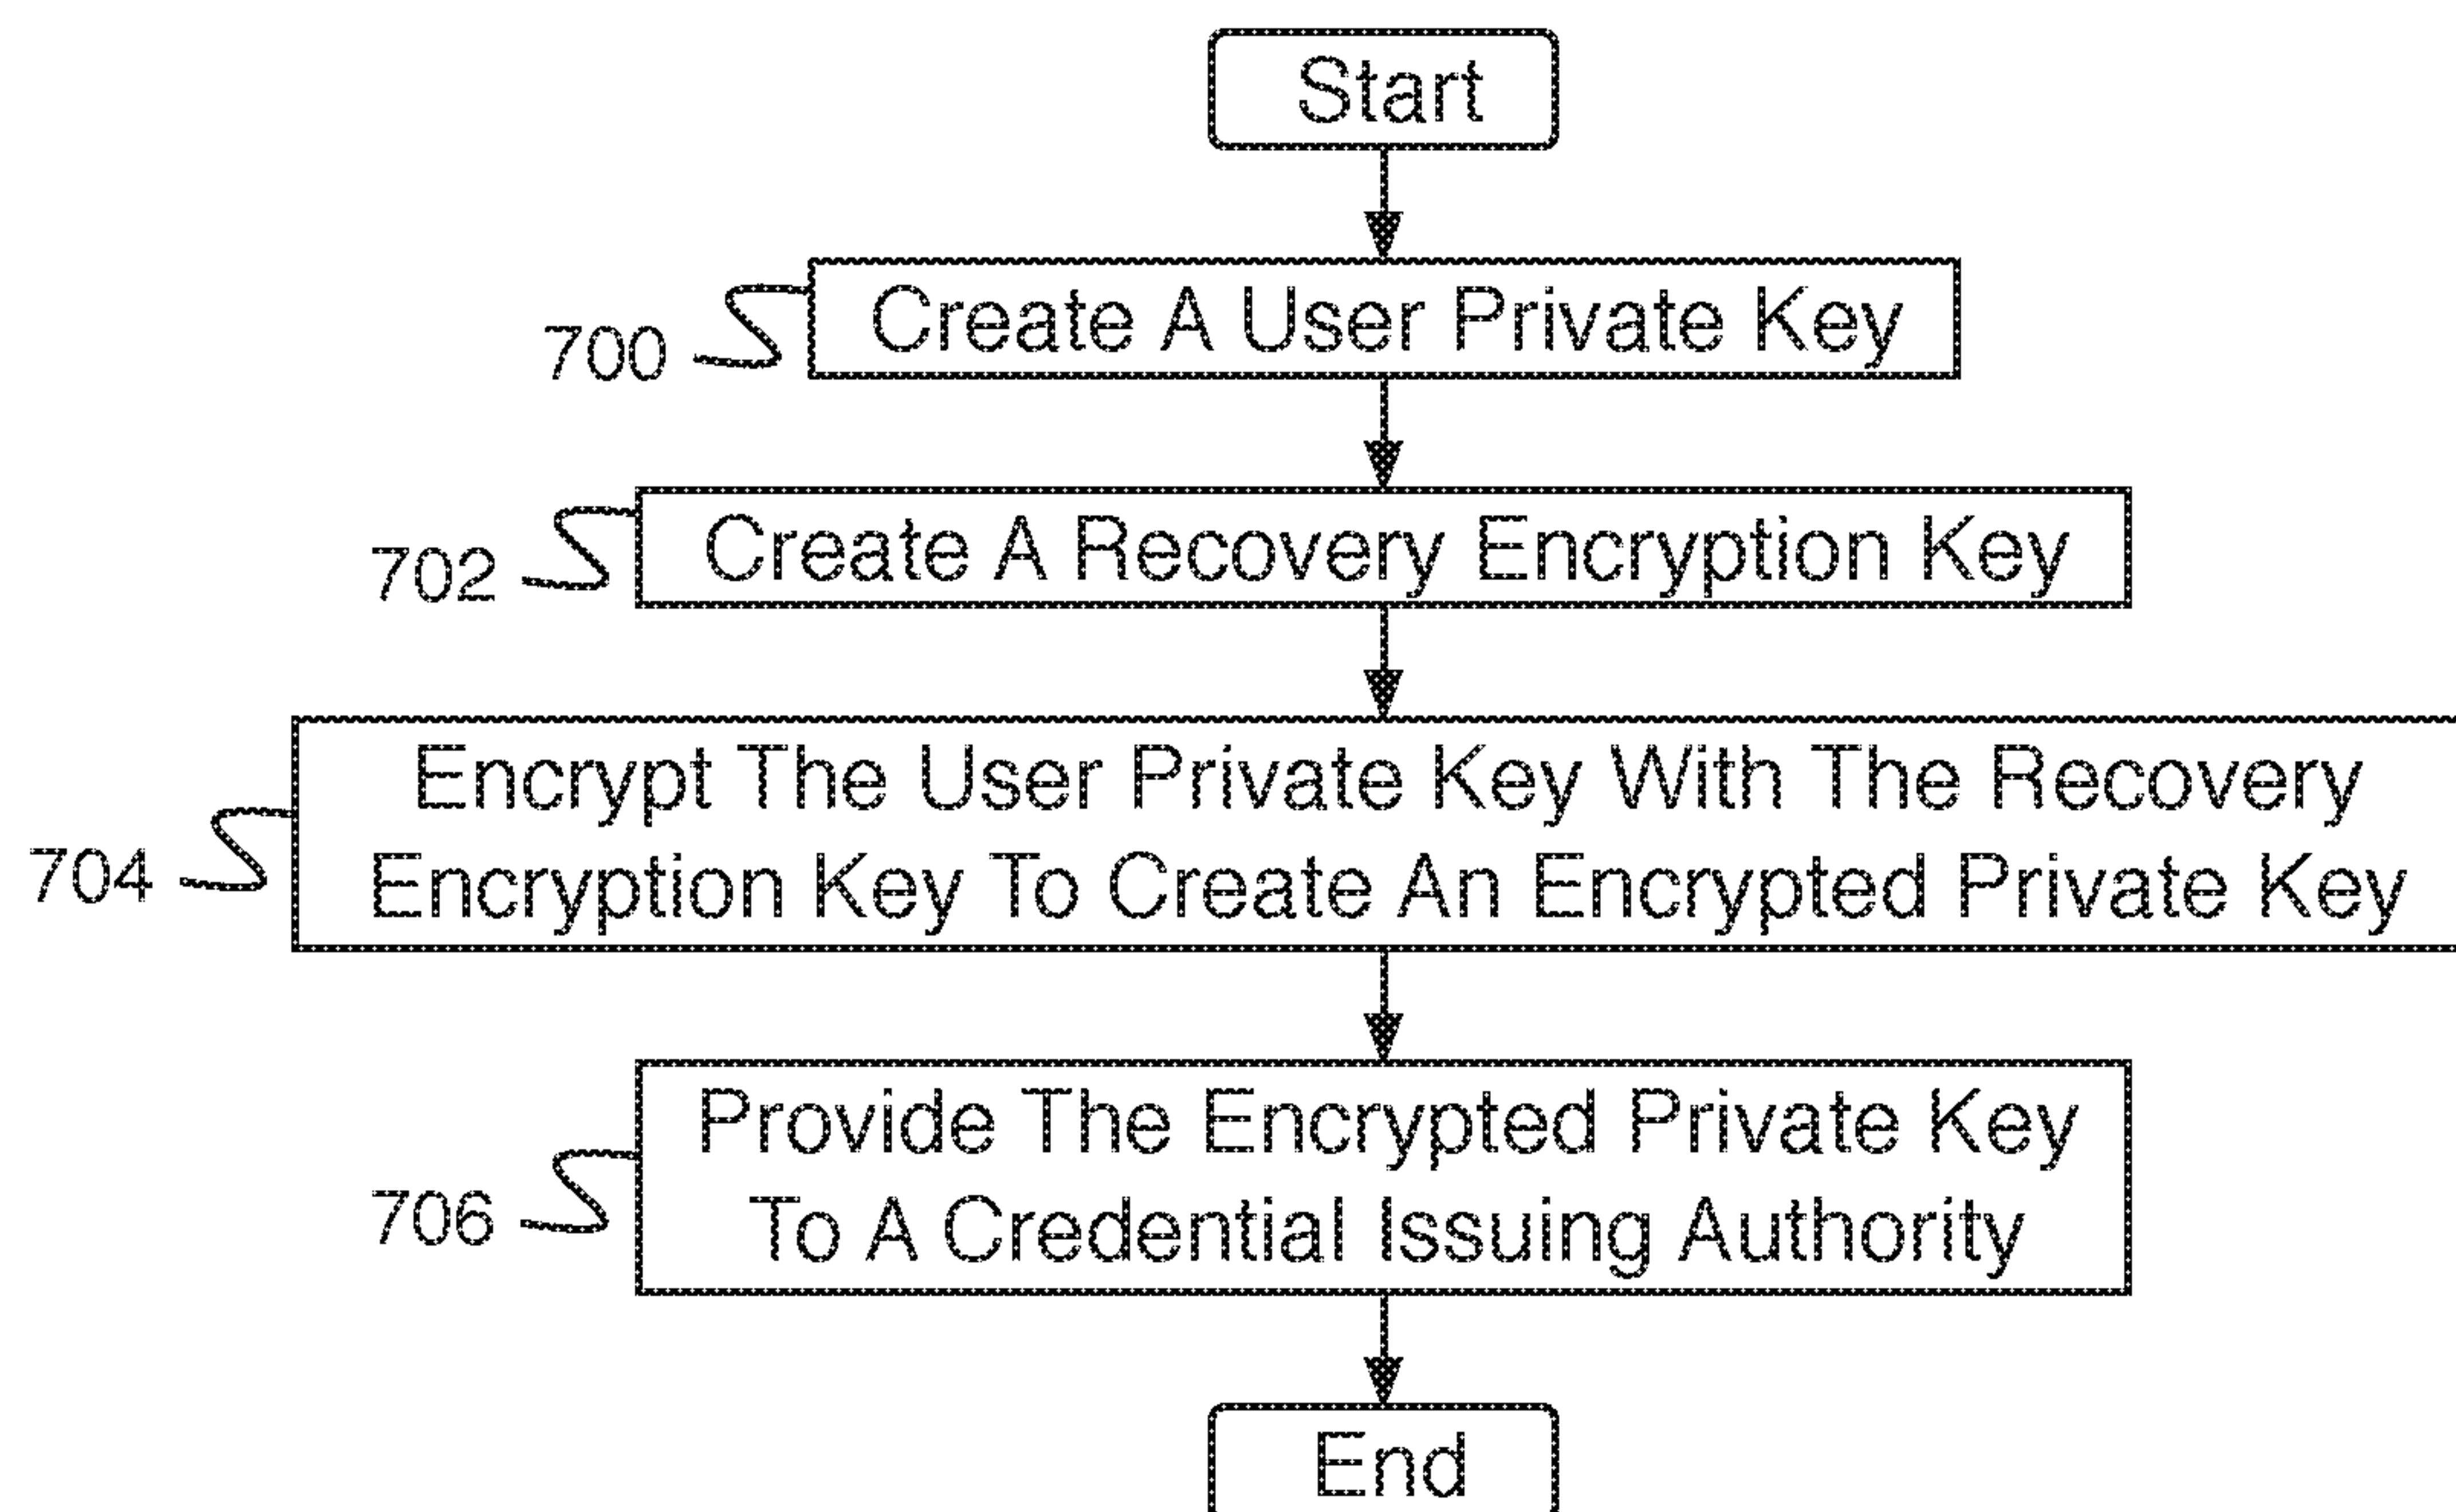 Start
Create A User Private Key
700
Create A Recovery Encryption Key
702
Encrypt The User Private Key With The Recovery
Encryption Key To Create An Encrypted Private Key
704
Provide The Encrypted Private Key
To A Credential Issuing Authority
706
End